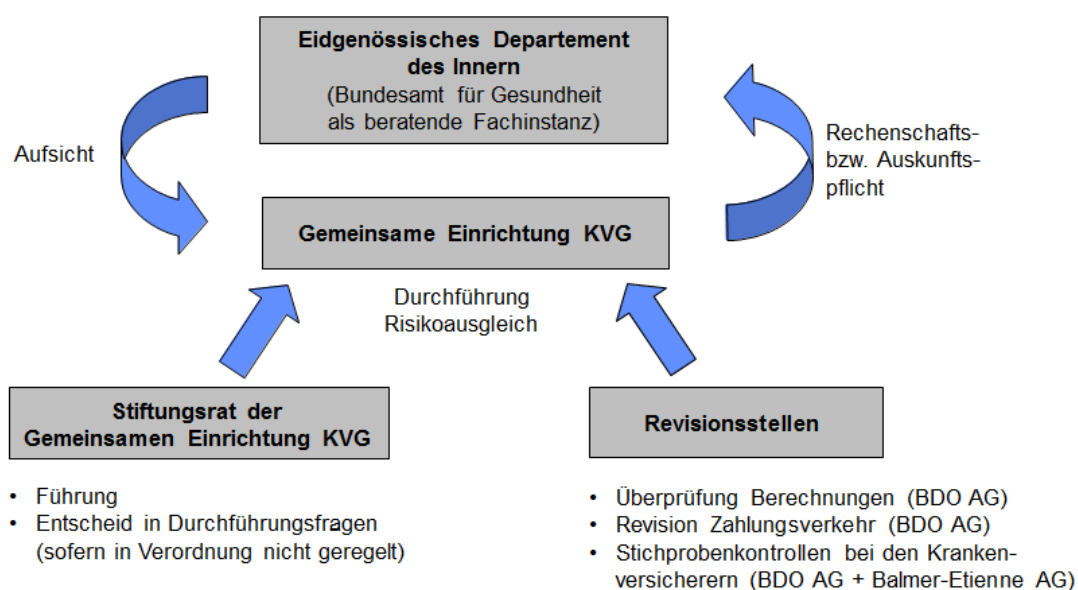 Eidgenössisches Departement
des Innern
(Bundesamt für Gesundheit
als beratende Fachinstanz)
Aufsicht
Rechenschafts-
bzw. Auskunfts-
pflicht
Gemeinsame Einrichtung KVG
Durchführung
Risikoausgleich
Stiftungsrat der
Gemeinsamen Einrichtung KVG
• Führung
• Entscheid in Durchführungsfragen
(sofern in Verordnung nicht geregelt)
Revisionsstellen
• Überprüfung Berechnungen (BDO AG)
• Revision Zahlungsverkehr (BDO AG)
• Stichprobenkontrollen bei den Kranken-
versicherern (BDO AG + Balmer-Etienne AG)